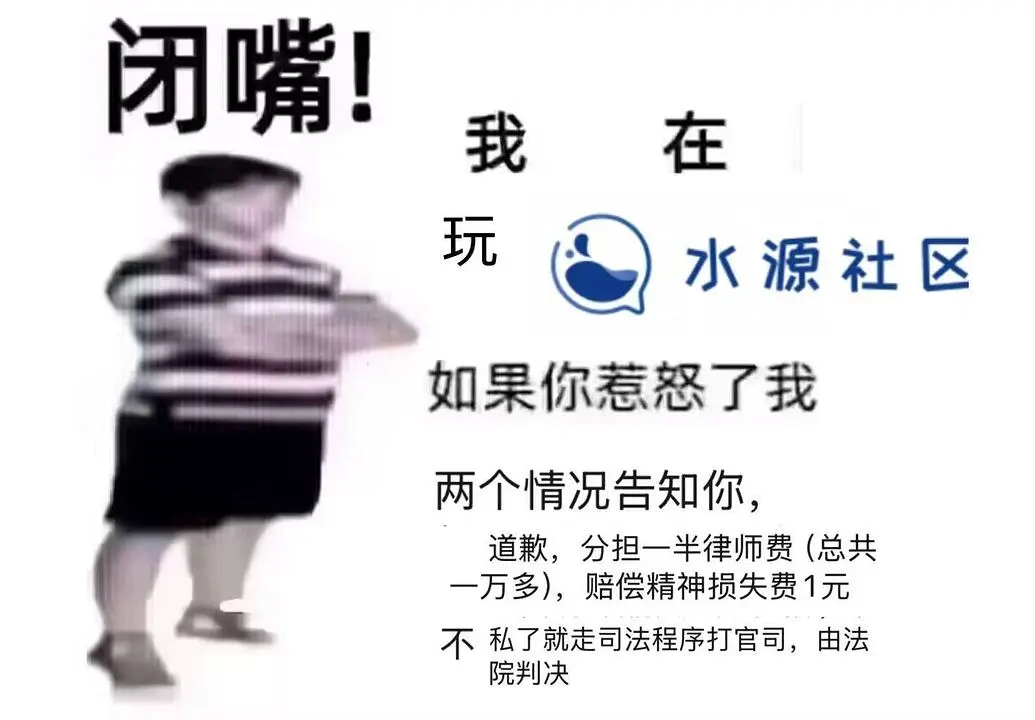 闭嘴!
我 在
玩 水源社区
如果你惹怒了我
两个情况告知你，
道歉，分担一半律师费（总共
一万多），赔偿精神损失费1元
不 私了就走司法程序打官司，由法
院判决